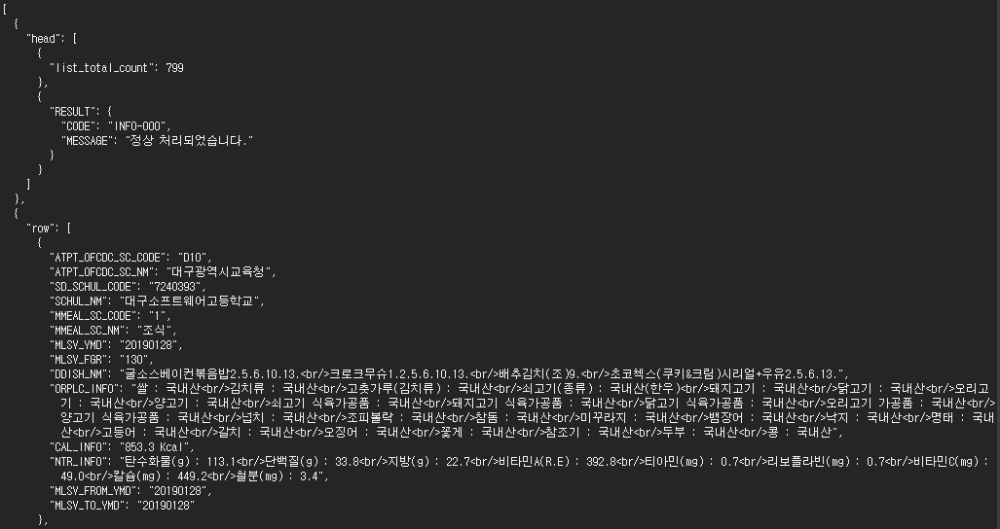 [
{
"head": [
{
"list_total_count": 799
},
{
"RESULT": {
"CODE": "INFO-000",
"MESSAGE": "정상 처리되었습니다."
}
}
]
},
{
"row": [
{
"ATPT_OFCDC_SC_CODE": "D10",
"ATPT_OFCDC_SC_NM": "대구광역시교육청",
"SD_SCHUL_CODE": "7240393",
"SCHUL_NM": "대구소프트웨어고등학교",
"MMEAL_SC_CODE": "1",
"MMEAL_SC_NM": "조식",
"MLSV_YMD": "20190128",
"MLSV_FGR": "130",
"DDISH_NM": "굴소스베이컨볶음밥2.5.6.10.13.<br/>크로크무슈1.2.5.6.10.13.<br/>배추김치(조)9.<br/>초코첵스(쿠키&크림)시리얼+우유2.5.6.13.",
"ORPLC_INFO": "쌀 : 국내산<br/>김치류 : 국내산<br/>고춧가루(김치류) : 국내산<br/>쇠고기(종류) : 국내산(한우)<br/>돼지고기 : 국내산<br/>닭고기 : 국내산<br/>오리고
기 : 국내산<br/>양고기 : 국내산<br/>쇠고기 식육가공품 : 국내산<br/>돼지고기 식육가공품 : 국내산<br/>닭고기 식육가공품 : 국내산<br/>오리고기 가공품 : 국내산<br/>
양고기 식육가공품 : 국내산<br/>넙치 : 국내산<br/>조피볼락 : 국내산<br/>참돔 : 국내산<br/>미꾸라지 : 국내산<br/>뱀장어 : 국내산<br/>낙지 : 국내산<br/>명태 : 국내
산<br/>고등어 : 국내산<br/>갈치 : 국내산<br/>오징어 : 국내산<br/>꽃게 : 국내산<br/>참조기 : 국내산<br/>두부 : 국내산<br/>콩 : 국내산",
"CAL_INFO": "853.3 Kcal",
"NTR_INFO": "탄수화물(g) : 113.1<br/>단백질(g) : 33.8<br/>지방(g) : 22.7<br/>비타민A(R.E) : 392.8<br/>티아민(mg) : 0.7<br/>리보플라빈(mg) : 0.7<br/>비타민C(mg) :
49.0<br/>칼슘(mg) : 449.2<br/>철분(mg) : 3.4",
"MLSV_FROM_YMD": "20190128",
"MLSV_TO_YMD": "20190128"
},